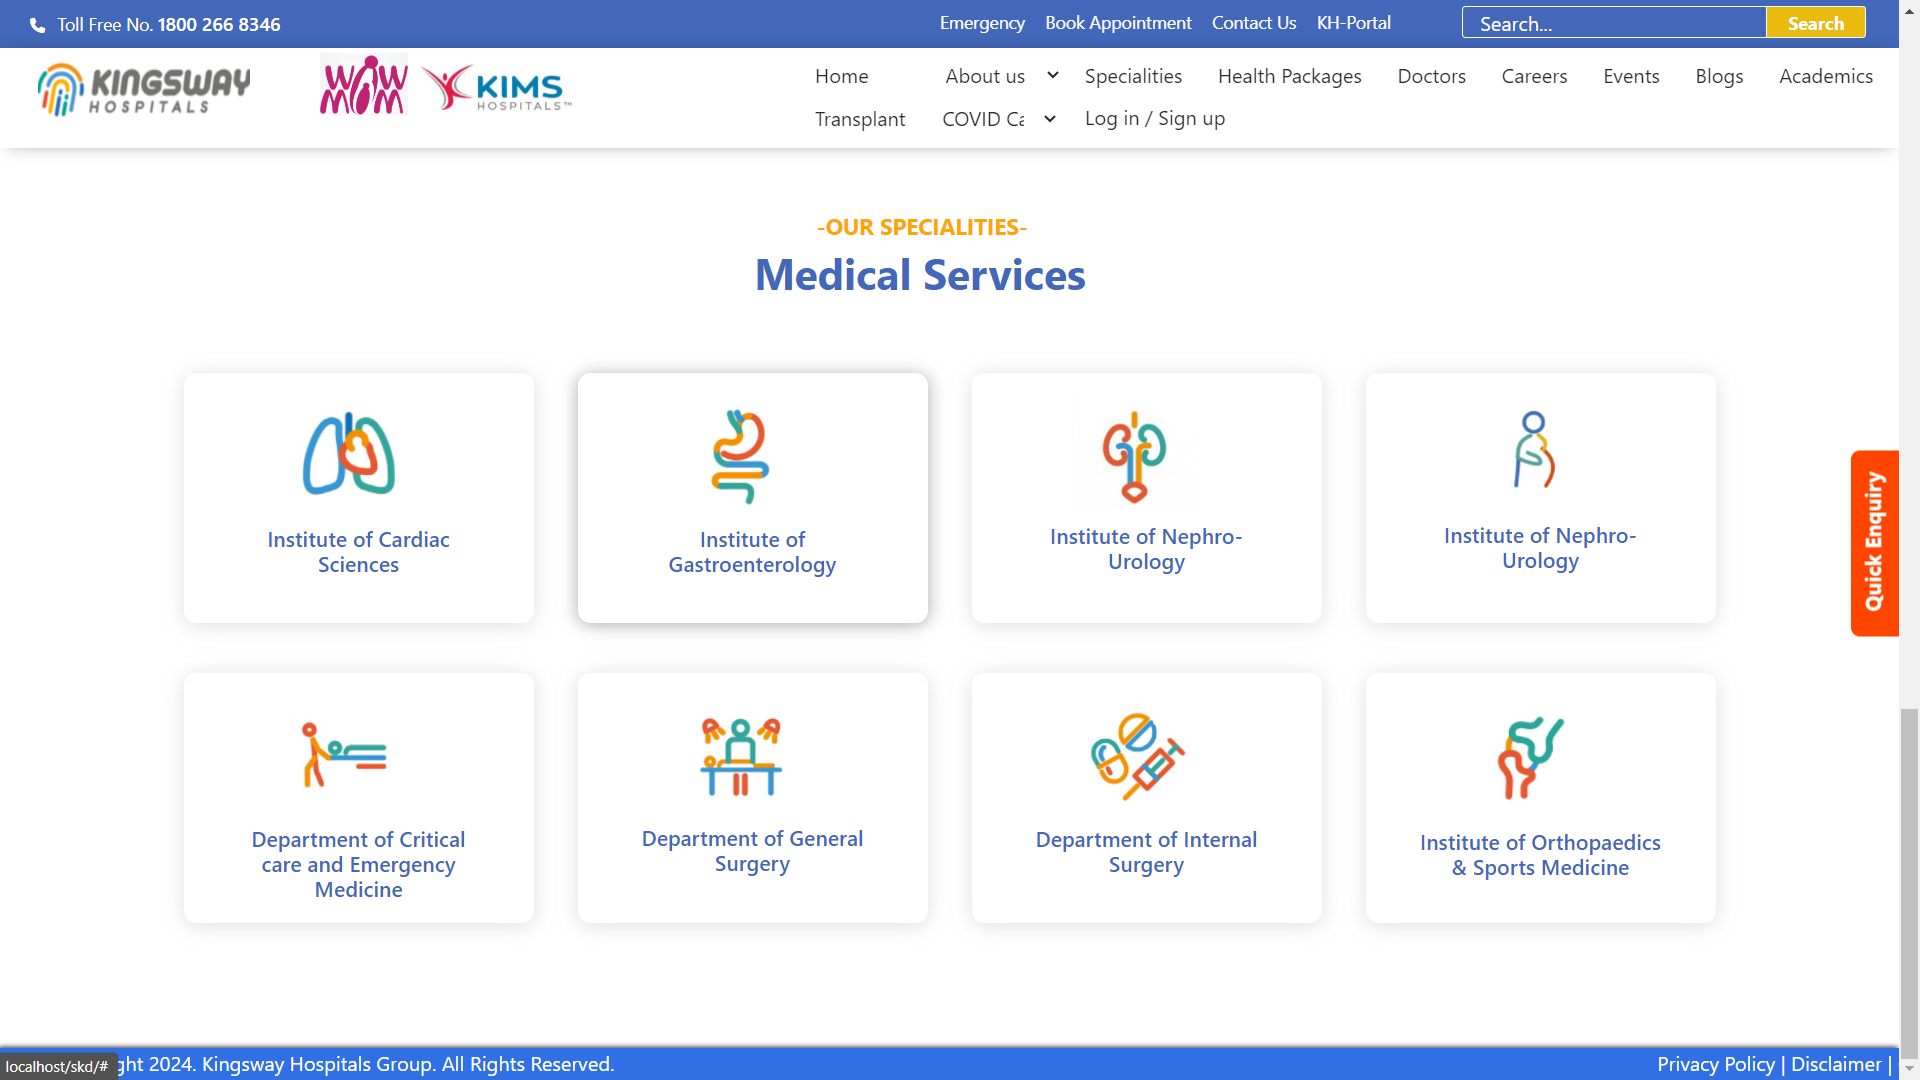 Toll Free No. 1800 266 8346
Emergency Book Appointment Contact Us KH-Portal
Search...
Search
KINGSWAY
HOSPITALS
WOW
MOM
KIMS
HOSPITALS™
Home About us Specialities Health Packages Doctors Careers Events Blogs Academics
Transplant COVID Ca Log in / Sign up
-OUR SPECIALITIES-
Medical Services
Institute of Cardiac
Sciences
Institute of
Gastroenterology
Institute of Nephro-
Urology
Institute of Nephro-
Urology
Quick Enquiry
Department of Critical
care and Emergency
Medicine
Department of General
Surgery
Department of Internal
Surgery
Institute of Orthopaedics
& Sports Medicine
localhost/skd/#
ght 2024. Kingsway Hospitals Group. All Rights Reserved.
Privacy Policy | Disclaimer |